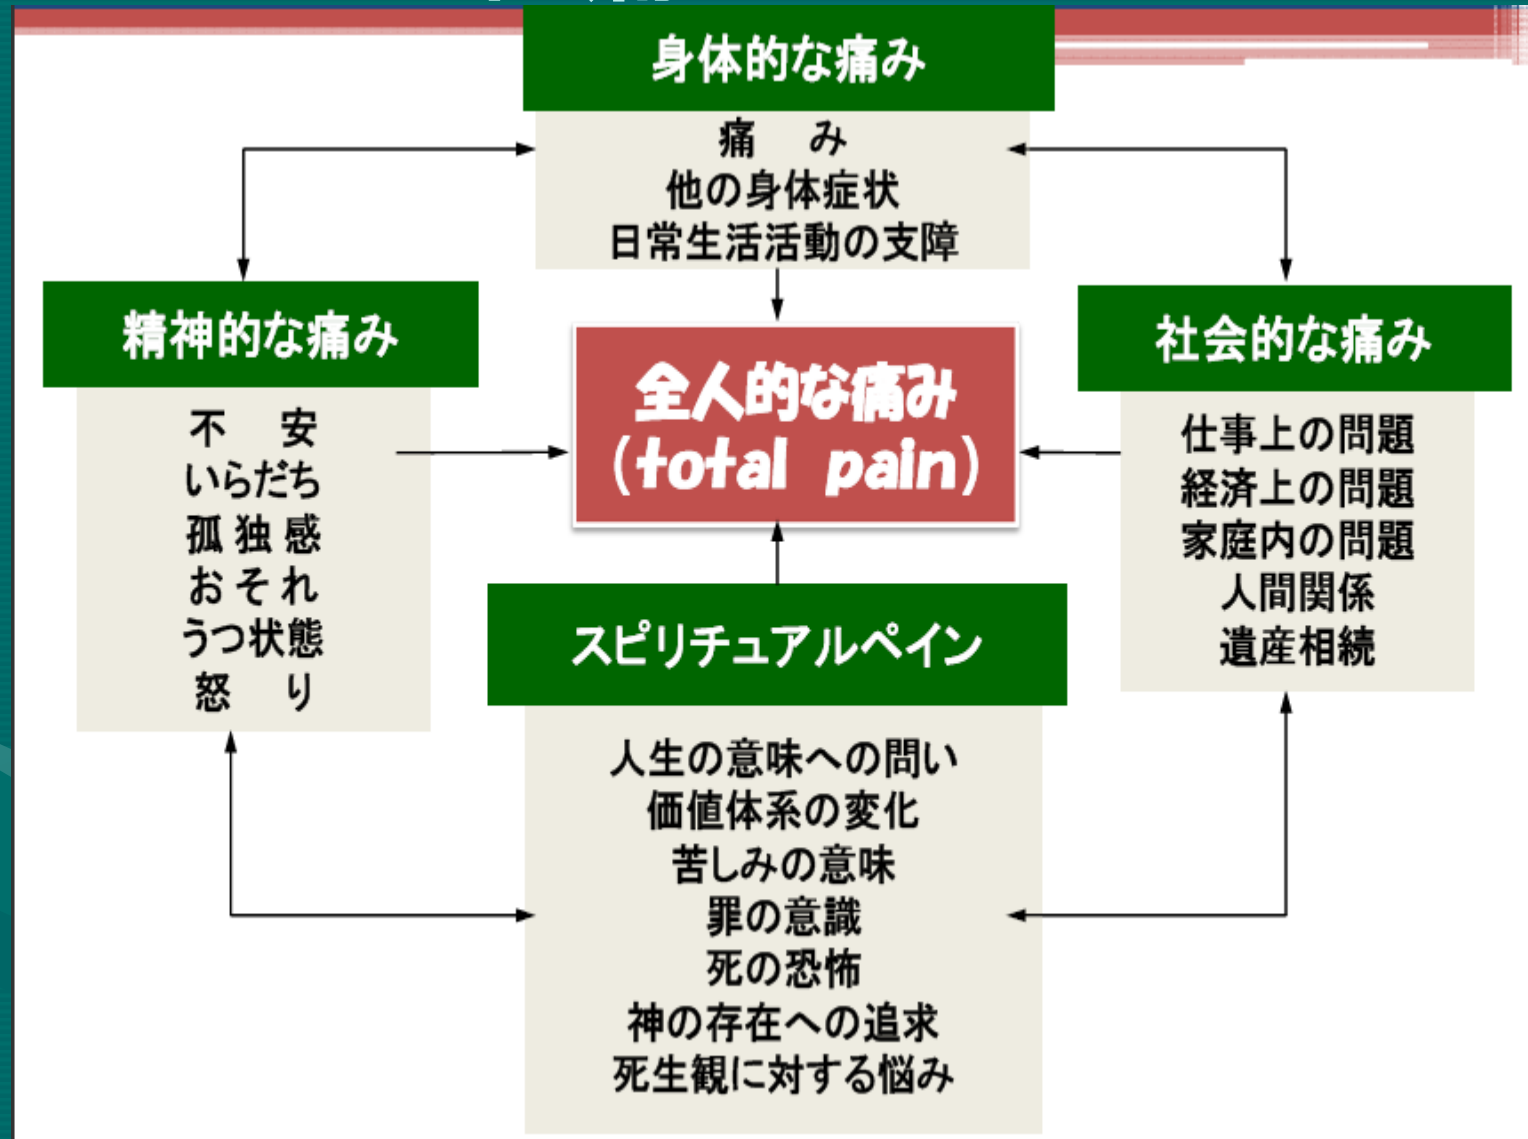 身体的な痛み
痛 み
他の身体症状
日常生活活動の支障
精神的な痛み
不 安
いらだち
孤 独 感
お そ れ
うつ状態
怒 り
全人的な痛み
(total pain)
社会的な痛み
仕事上の問題
経済上の問題
家庭内の問題
人間関係
遺産相続
スピリチュアルペイン
人生の意味への問い
価値体系の変化
苦しみの意味
罪の意識
死の恐怖
神の存在への追求
死生観に対する悩み